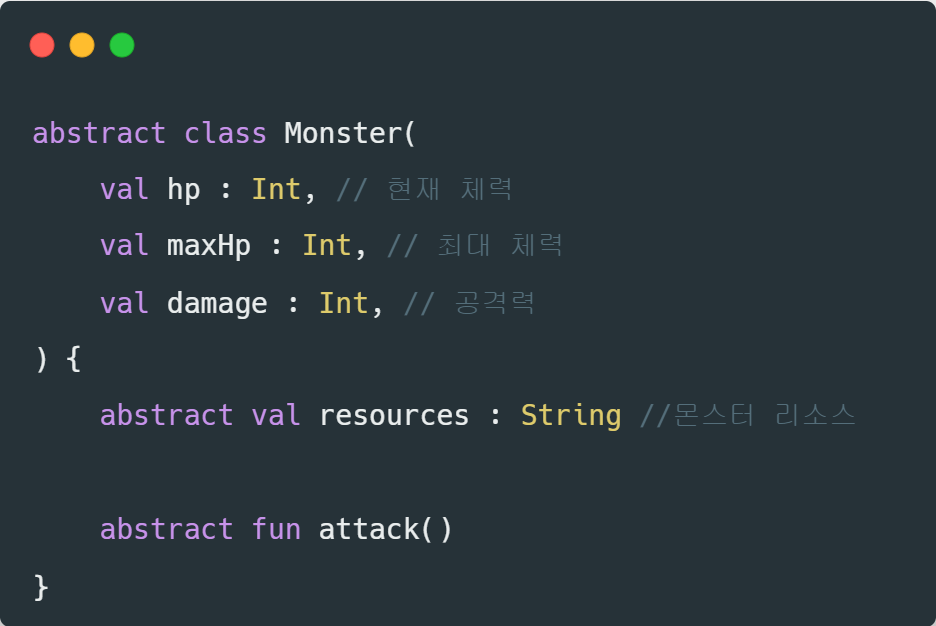 abstract class Monster(
    val hp : Int, // 현재 체력
    val maxHp : Int, // 최대 체력
    val damage : Int, // 공격력
) {
    abstract val resources : String //몬스터 리소스
    abstract fun attack()
}